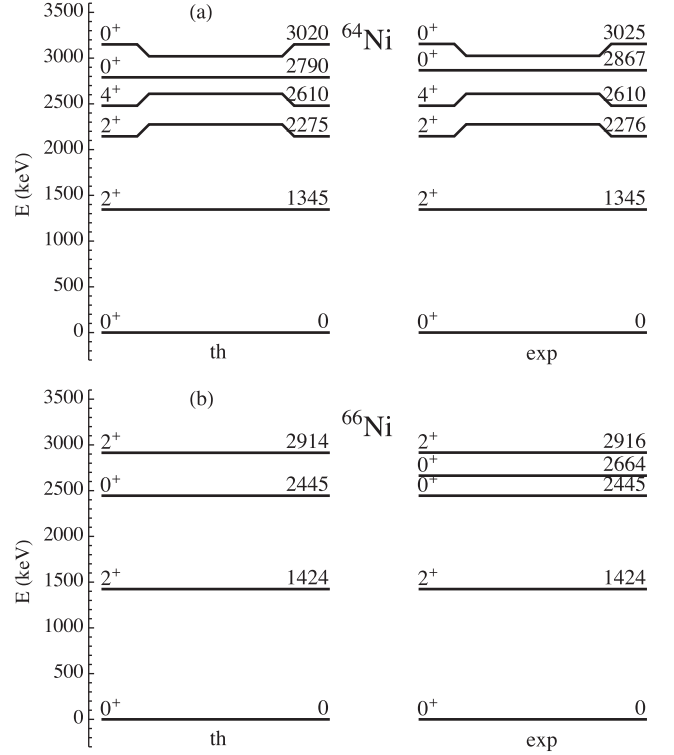 (a)
3500
0⁺ 3020 ⁶⁴Ni 0⁺ 3025
3000
0⁺ 2790 0⁺ 2867
2500
4⁺ 2610 4⁺ 2610
2⁺ 2275 2⁺ 2276
2000
E (keV)
1500
2⁺ 1345 2⁺ 1345
1000
500
0⁺ 0 0⁺ 0
0
th exp
(b)
3500
⁶⁶Ni
2⁺ 2914 2⁺ 2916
3000
0⁺ 2664
0⁺ 2445 0⁺ 2445
2500
2000
E (keV)
2⁺ 1424 2⁺ 1424
1500
1000
500
0⁺ 0 0⁺ 0
0
th exp